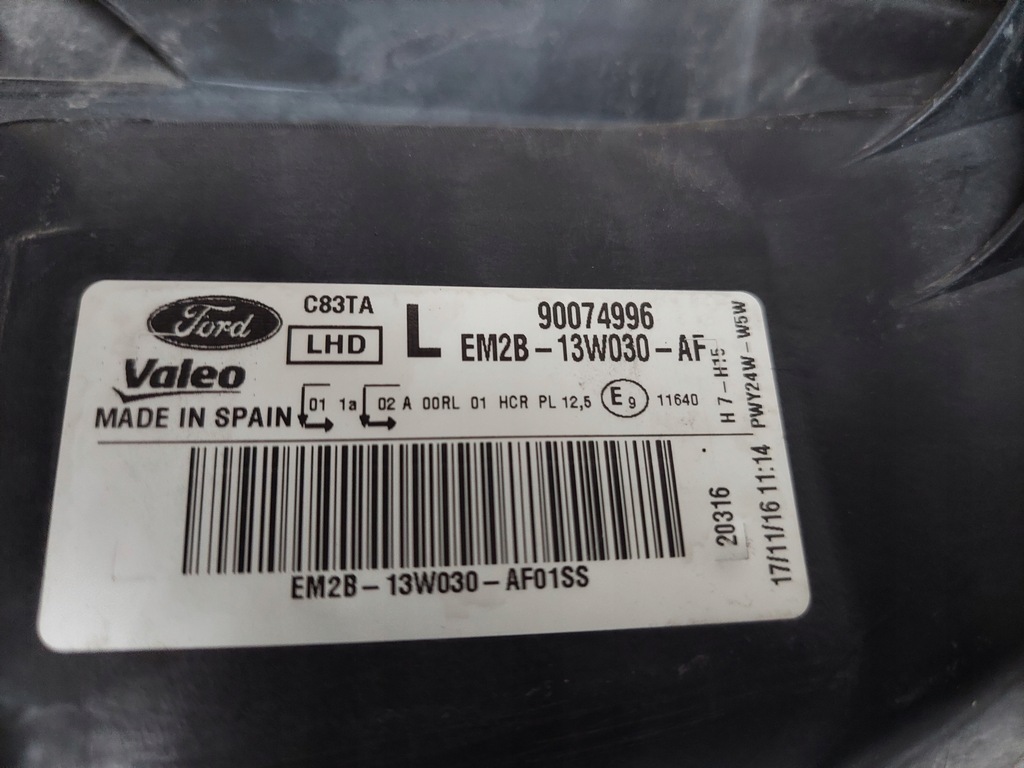 Ford
C83TA
LHD
L
90074996
EM2B-13W030-AF
Valeo
MADE IN SPAIN
01 1a 02 A 00RL 01 HCR PL 12,5 E9 11640
EM2B-13W030-AF01SS
H7-H15
PWY24W-W5W
20316
17/11/16 11:14